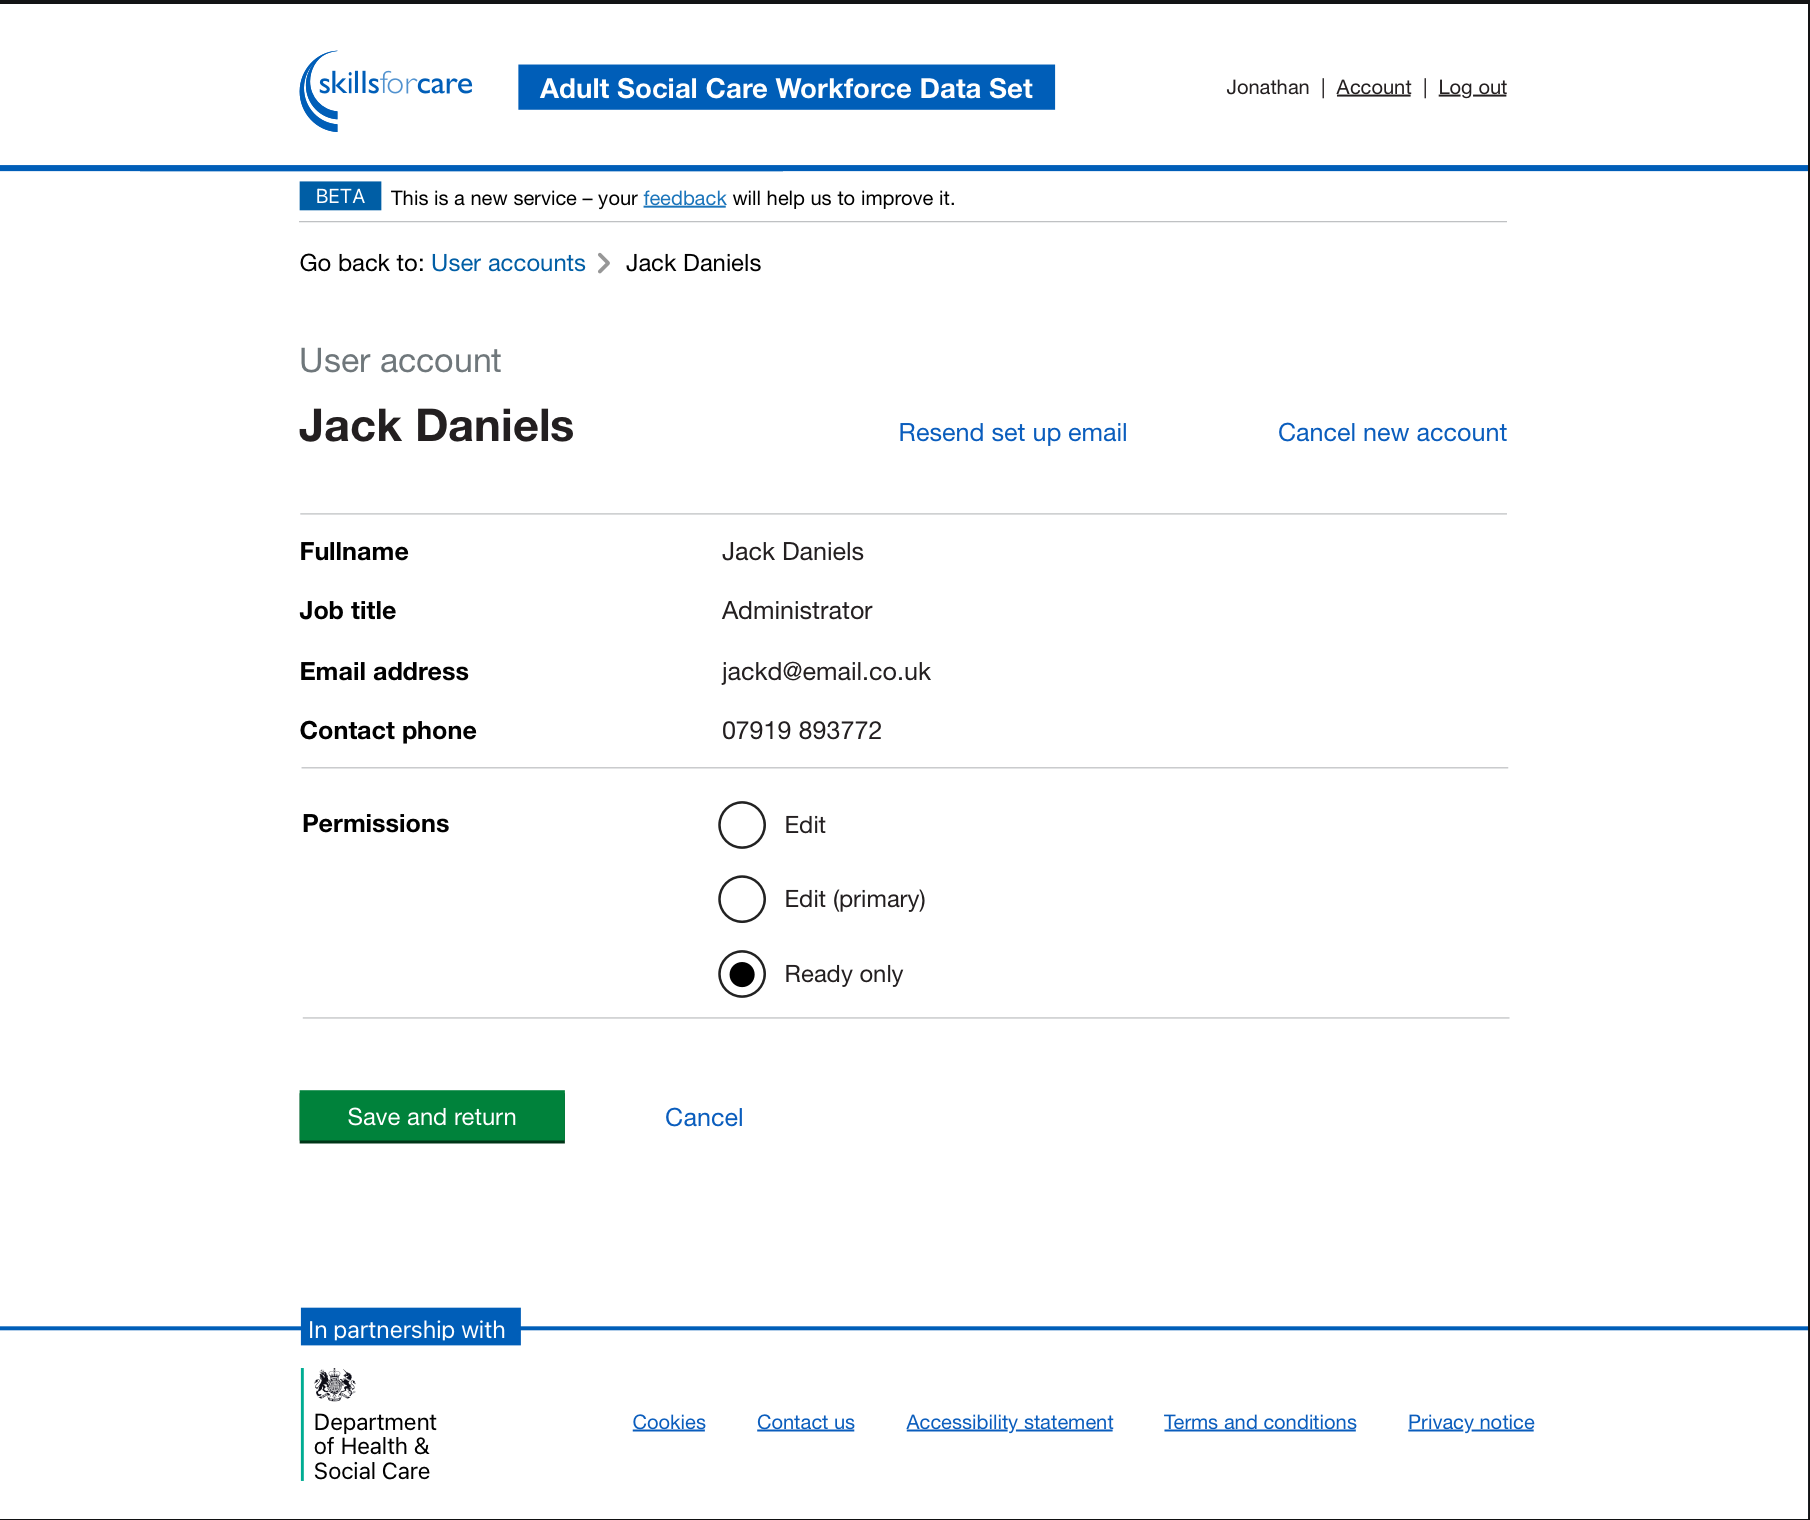 skillsforcare
Adult Social Care Workforce Data Set
Jonathan | Account | Log out
BETA This is a new service – your feedback will help us to improve it.
Go back to: User accounts > Jack Daniels
User account
Jack Daniels
Resend set up email
Cancel new account
Fullname Jack Daniels
Job title Administrator
Email address jackd@email.co.uk
Contact phone 07919 893772
Permissions Edit
Edit (primary)
Ready only
Save and return Cancel
In partnership with
Department
of Health &
Social Care
Cookies Contact us Accessibility statement Terms and conditions Privacy notice